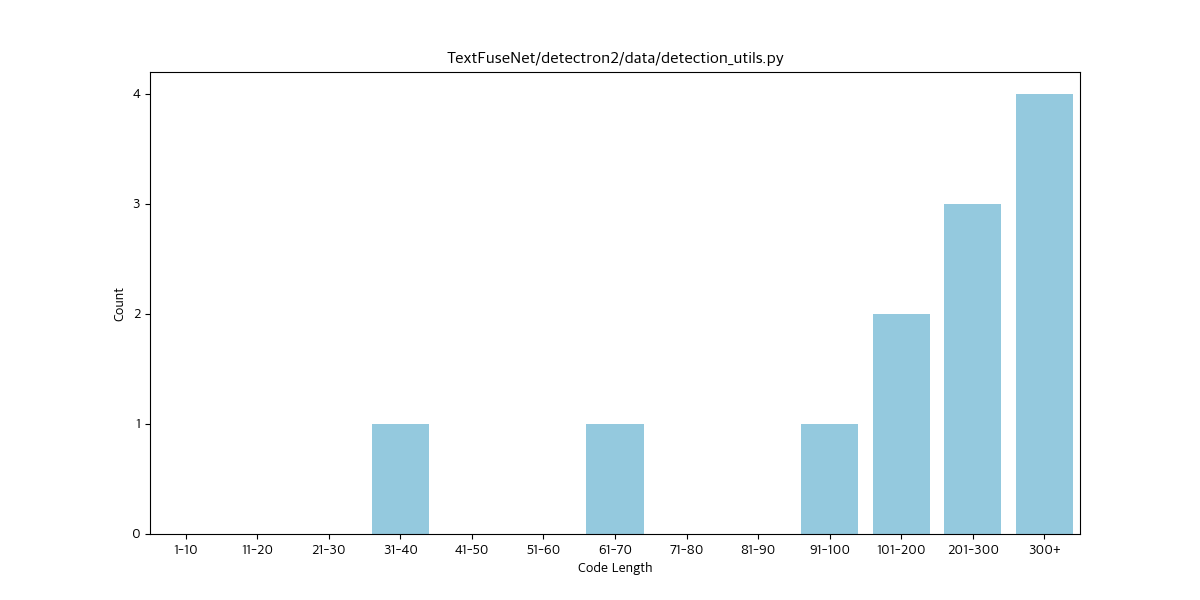 TextFuseNet/detectron2/data/detection_utils.py
4
3
2
1
0
Count
1-10 11-20 21-30 31-40 41-50 51-60 61-70 71-80 81-90 91-100 101-200 201-300 300+
Code Length